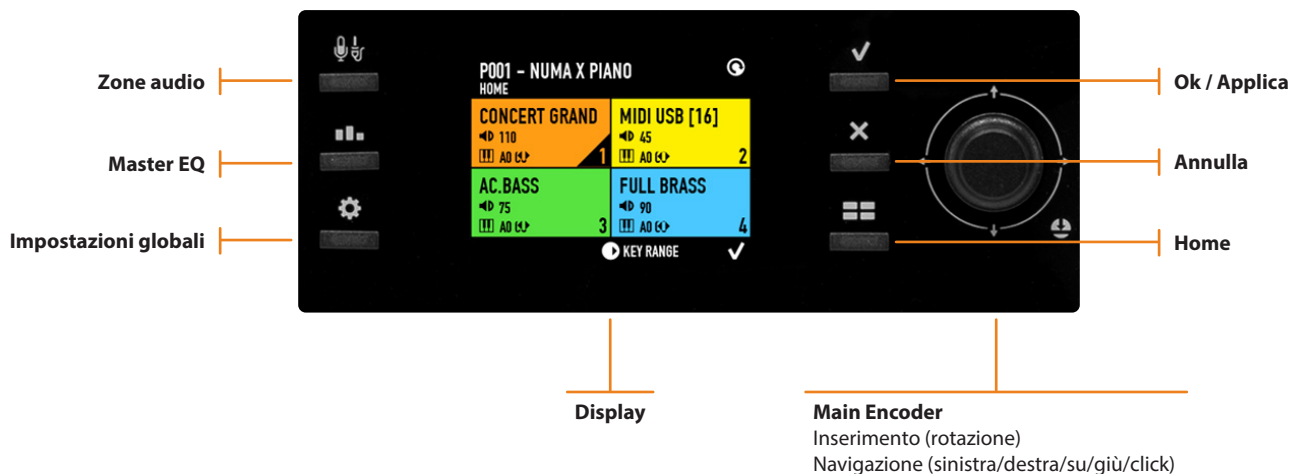 Zone audio
Master EQ
Impostazioni globali
P001 - NUMA X PIANO
HOME
CONCERT GRAND
110
A0
1
MIDI USB [16]
45
A0
2
AC.BASS
75
A0
3
FULL BRASS
90
A0
4
KEY RANGE
Ok / Applica
Annulla
Home
Display
Main Encoder
Inserimento (rotazione)
Navigazione (sinistra/destra/su/giù/click)